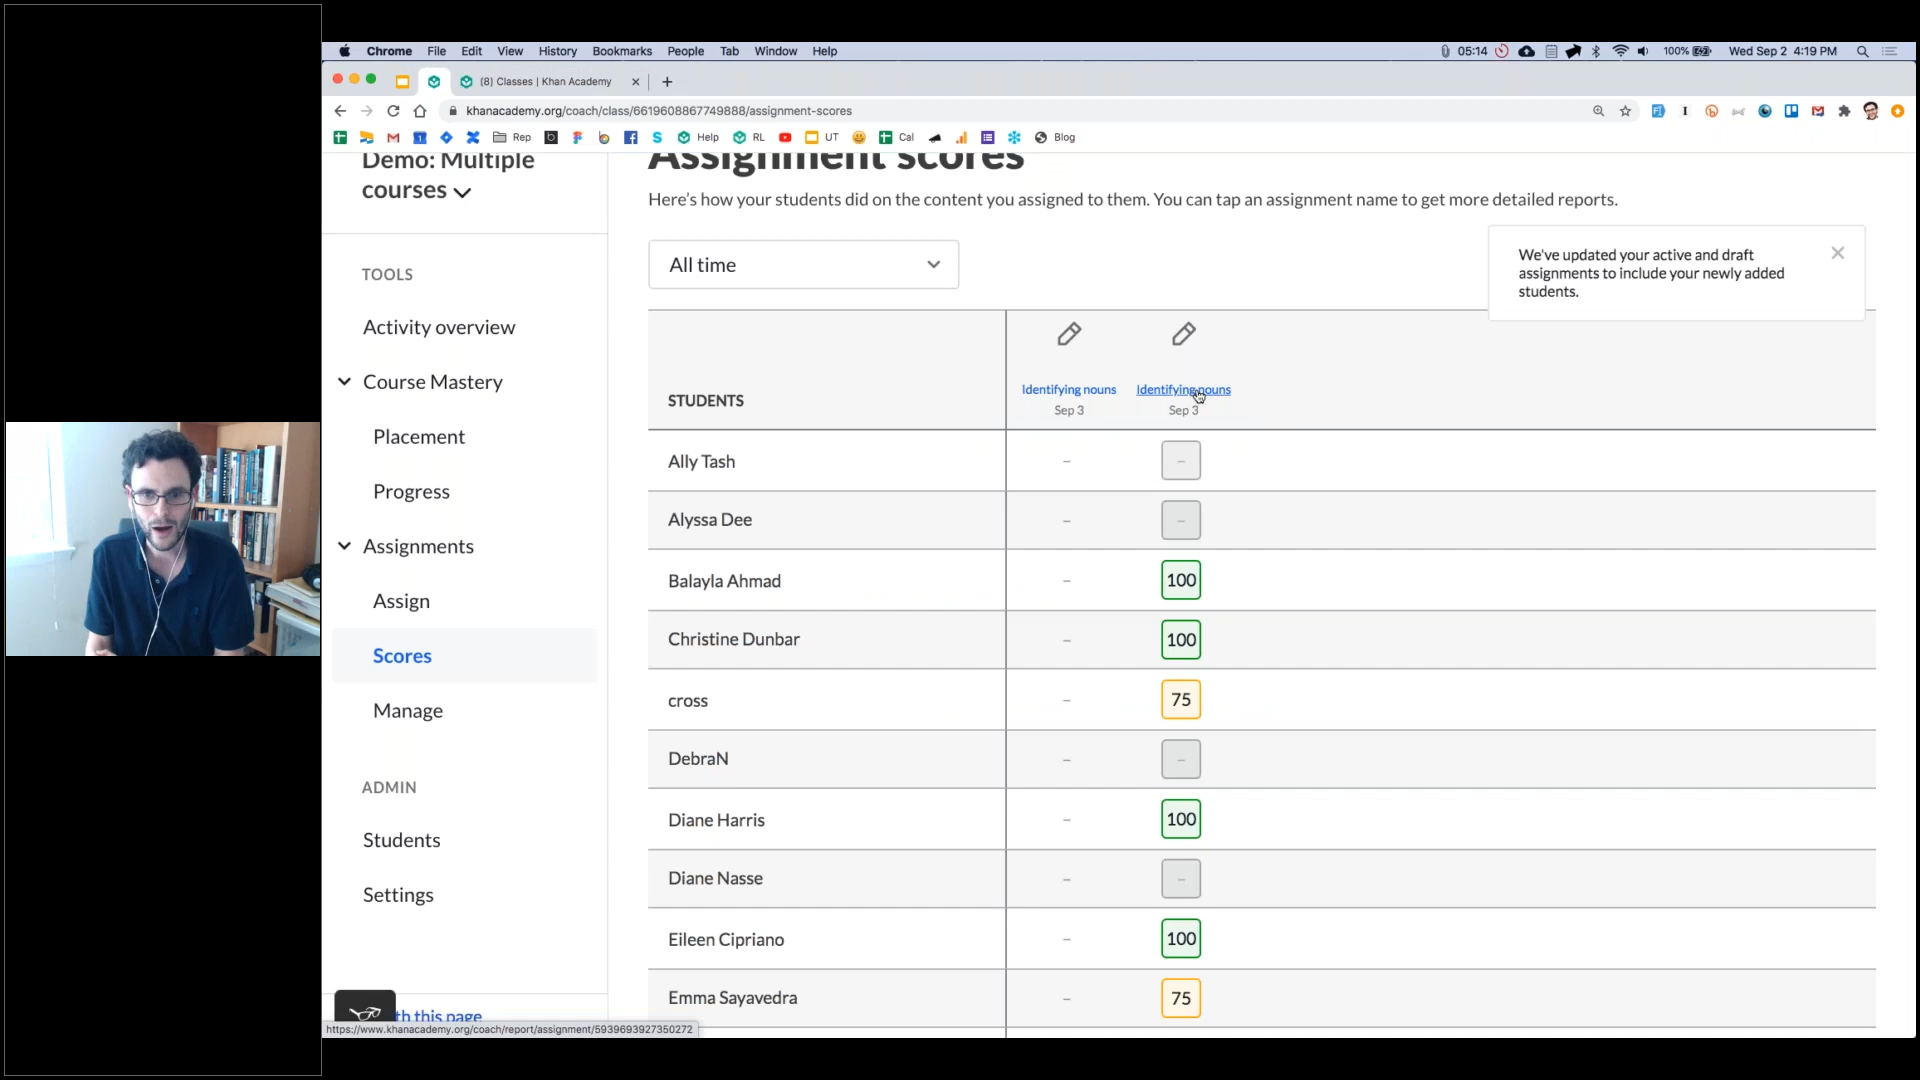 Chrome File Edit View History Bookmarks People Tab Window Help
05:14 100% Wed Sep 2 4:19 PM
(8) Classes | Khan Academy
khanacademy.org/coach/class/6619608867749888/assignment-scores
Rep Help RL UT Cal Blog
Demo: Multiple
courses
TOOLS
Activity overview
Course Mastery
Placement
Progress
Assignments
Assign
Scores
Manage
ADMIN
Students
Settings
th this page
https://www.khanacademy.org/coach/report/assignment/5939693927350272
Assignment scores
Here's how your students did on the content you assigned to them. You can tap an assignment name to get more detailed reports.
All time
We've updated your active and draft
assignments to include your newly added
students.
STUDENTS
Identifying nouns
Sep 3
Identifying nouns
Sep 3
Ally Tash – –
Alyssa Dee – –
Balayla Ahmad – 100
Christine Dunbar – 100
cross – 75
DebraN – –
Diane Harris – 100
Diane Nasse – –
Eileen Cipriano – 100
Emma Sayavedra – 75